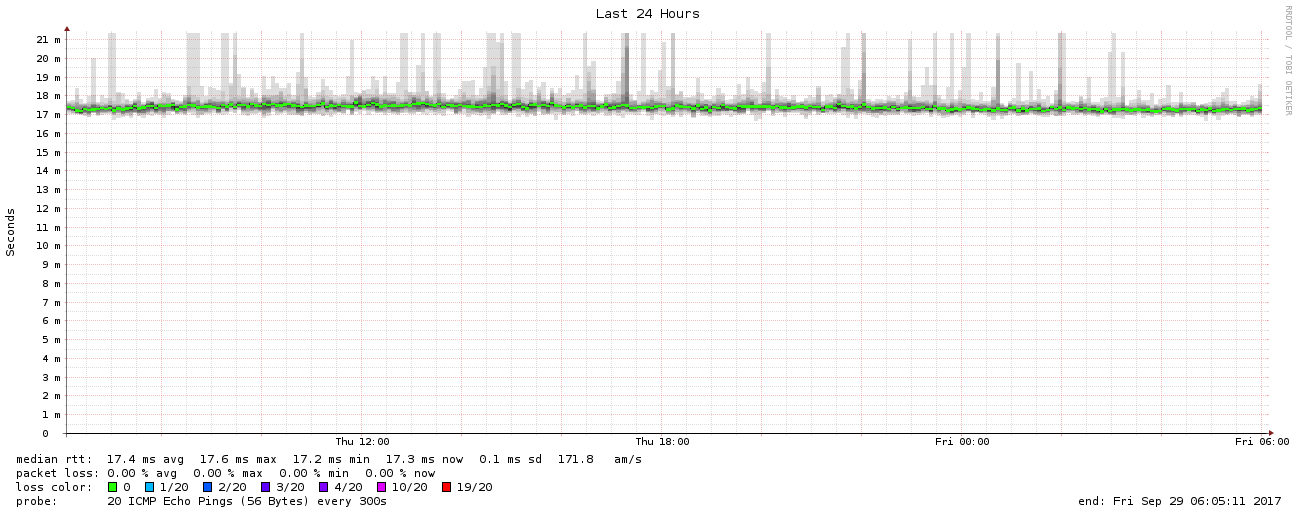 Last 24 Hours
RRDTOOL / TOBI OETIKER
Seconds
21 m
20 m
19 m
18 m
17 m
16 m
15 m
14 m
13 m
12 m
11 m
10 m
9 m
8 m
7 m
6 m
5 m
4 m
3 m
2 m
1 m
0
Thu 12:00 Thu 18:00 Fri 00:00 Fri 06:00
median rtt: 17.4 ms avg 17.6 ms max 17.2 ms min 17.3 ms now 0.1 ms sd 171.8 am/s
packet loss: 0.00 % avg 0.00 % max 0.00 % min 0.00 % now
loss color: 0 1/20 2/20 3/20 4/20 10/20 19/20
probe: 20 ICMP Echo Pings (56 Bytes) every 300s end: Fri Sep 29 06:05:11 2017